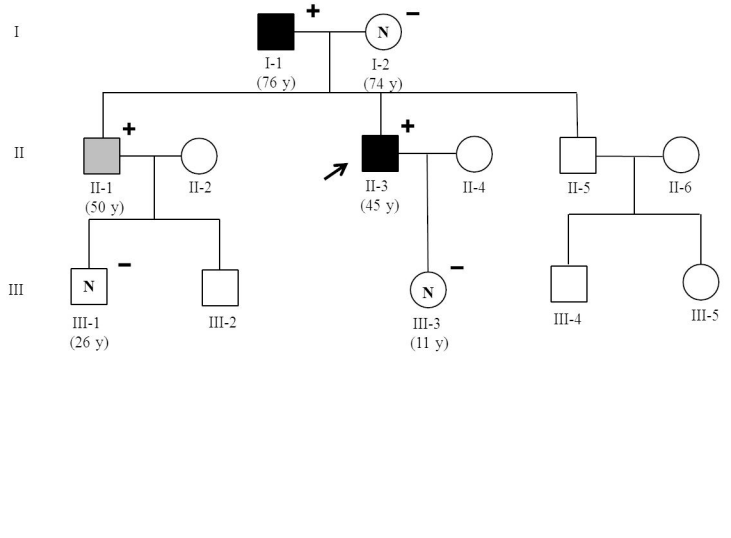 I
+
N
−
I-1
(76 y)
I-2
(74 y)
II
+
II-1
(50 y)
II-2
+
II-3
(45 y)
II-4
II-5
II-6
III
N
−
III-1
(26 y)
III-2
N
−
III-3
(11 y)
III-4
III-5